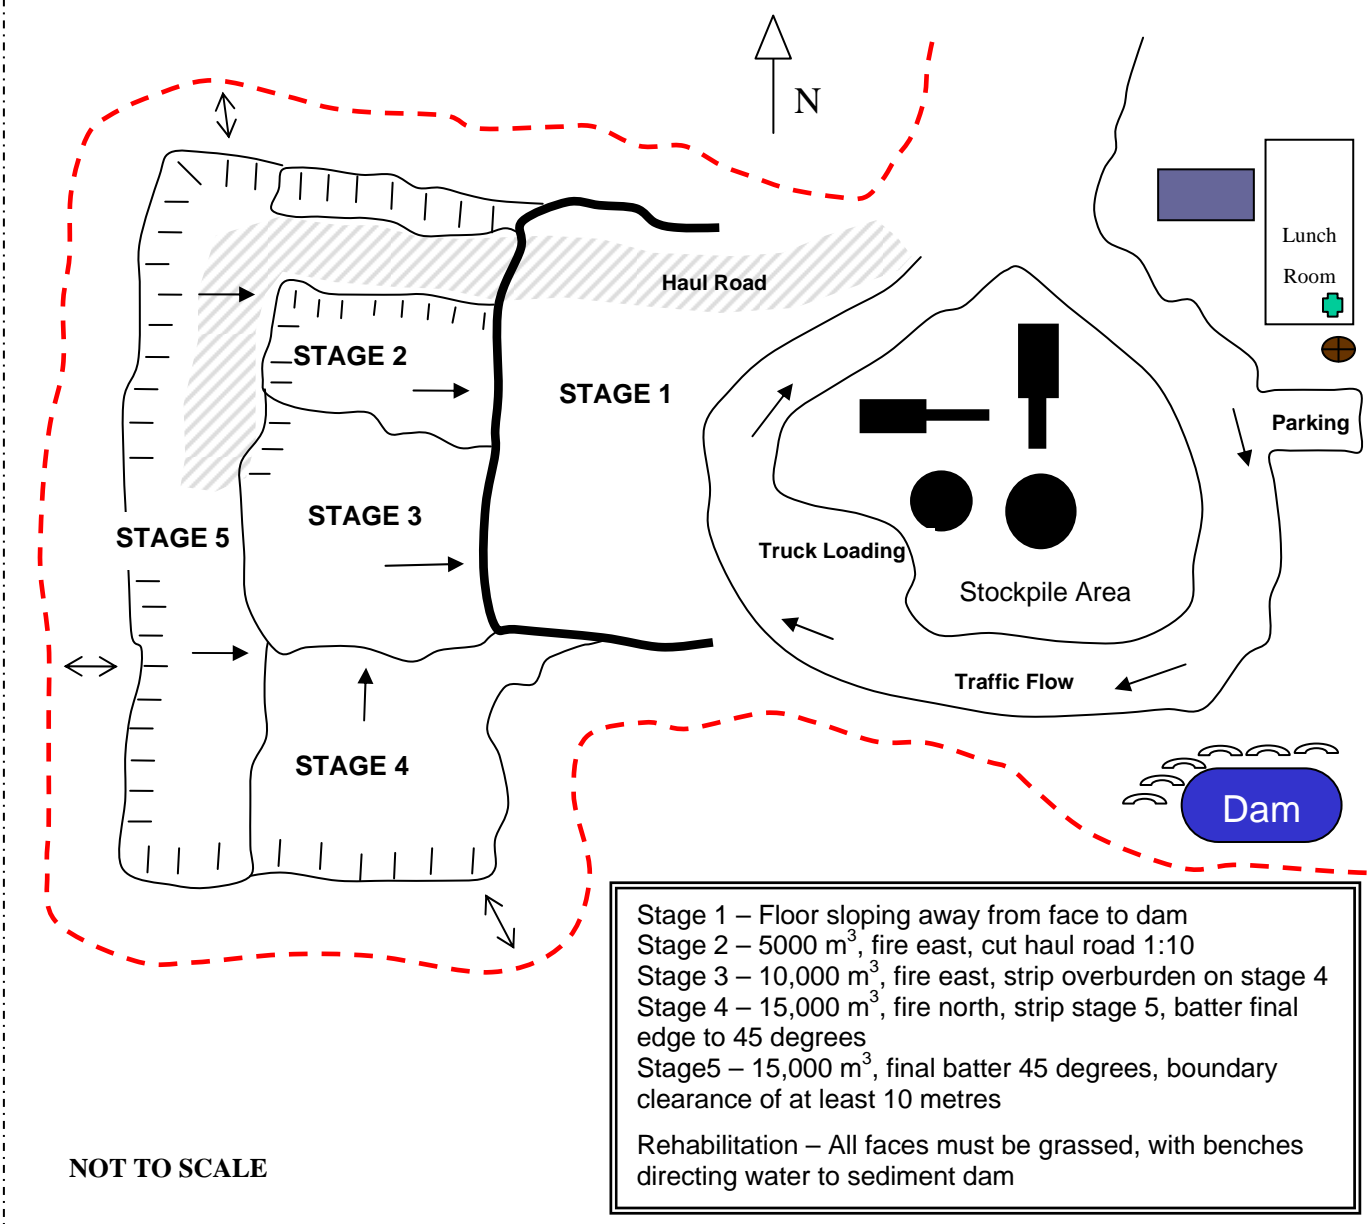 N
Lunch
Room
Haul Road
STAGE 2
STAGE 1
Parking
STAGE 3
STAGE 5
Truck Loading
Stockpile Area
Traffic Flow
STAGE 4
Dam
Stage 1 – Floor sloping away from face to dam
Stage 2 – 5000 m³, fire east, cut haul road 1:10
Stage 3 – 10,000 m³, fire east, strip overburden on stage 4
Stage 4 – 15,000 m³, fire north, strip stage 5, batter final
edge to 45 degrees
Stage5 – 15,000 m³, final batter 45 degrees, boundary
clearance of at least 10 metres
Rehabilitation – All faces must be grassed, with benches
directing water to sediment dam
NOT TO SCALE